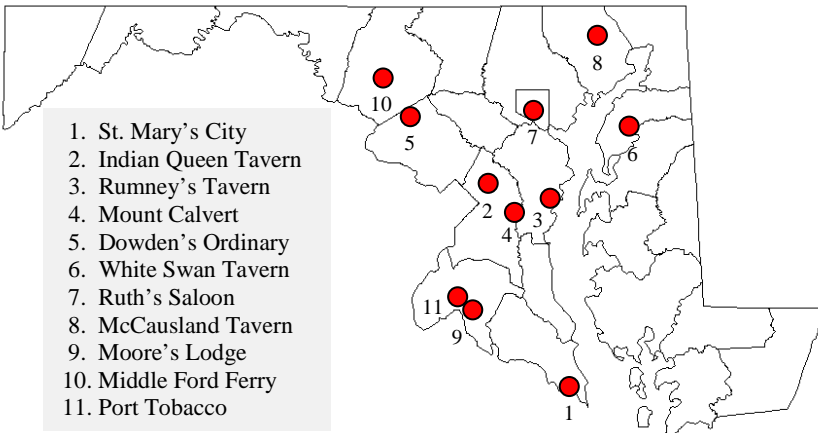 8
10
7
5
6
2
3
4
11
9
1
1. St. Mary’s City
2. Indian Queen Tavern
3. Rumney’s Tavern
4. Mount Calvert
5. Dowden’s Ordinary
6. White Swan Tavern
7. Ruth’s Saloon
8. McCausland Tavern
9. Moore’s Lodge
10. Middle Ford Ferry
11. Port Tobacco